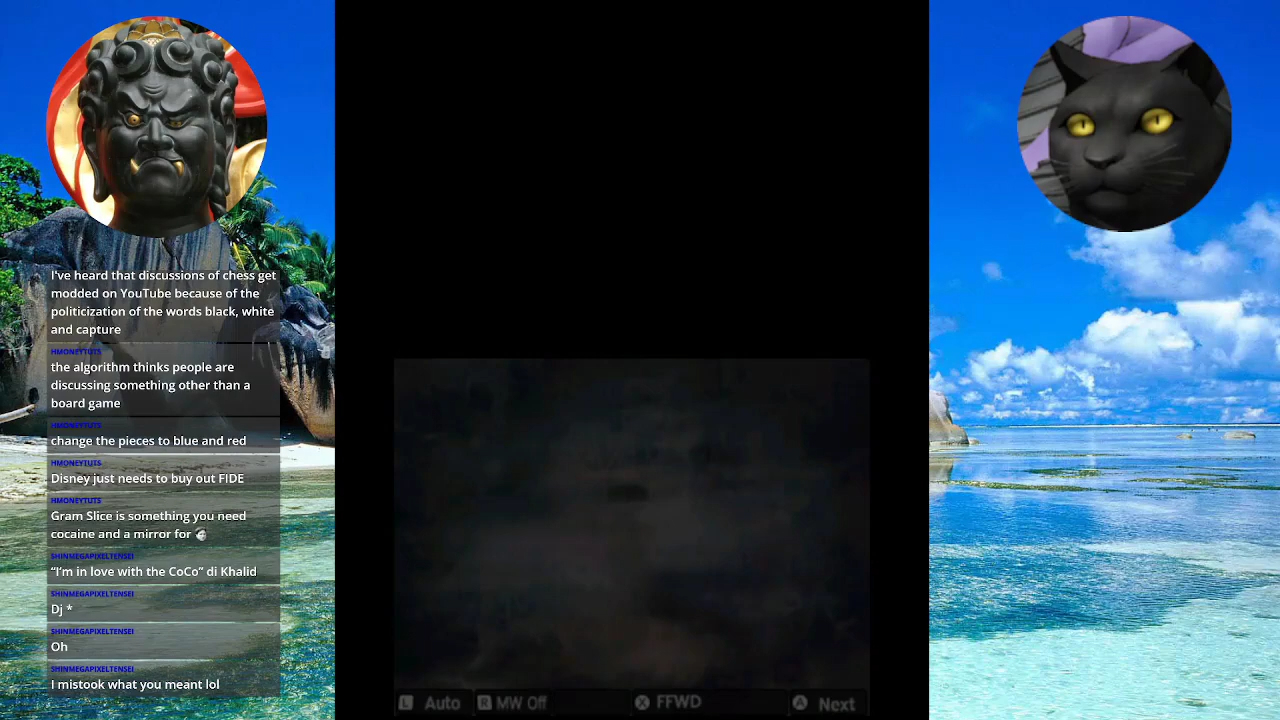 I've heard that discussions of chess get
modded on YouTube because of the
politicization of the words black, white
and capture
HMONEYTUTS
the algorithm thinks people are
discussing something other than a
board game
HMONEYTUTS
change the pieces to blue and red
HMONEYTUTS
Disney just needs to buy out FIDE
HMONEYTUTS
Gram Slice is something you need
cocaine and a mirror for
SHINMEGAPIXELTENSEI
“I’m in love with the CoCo” di Khalid
SHINMEGAPIXELTENSEI
Dj *
SHINMEGAPIXELTENSEI
Oh
SHINMEGAPIXELTENSEI
I mistook what you meant lol
L Auto R MW Off X FFWD A Next